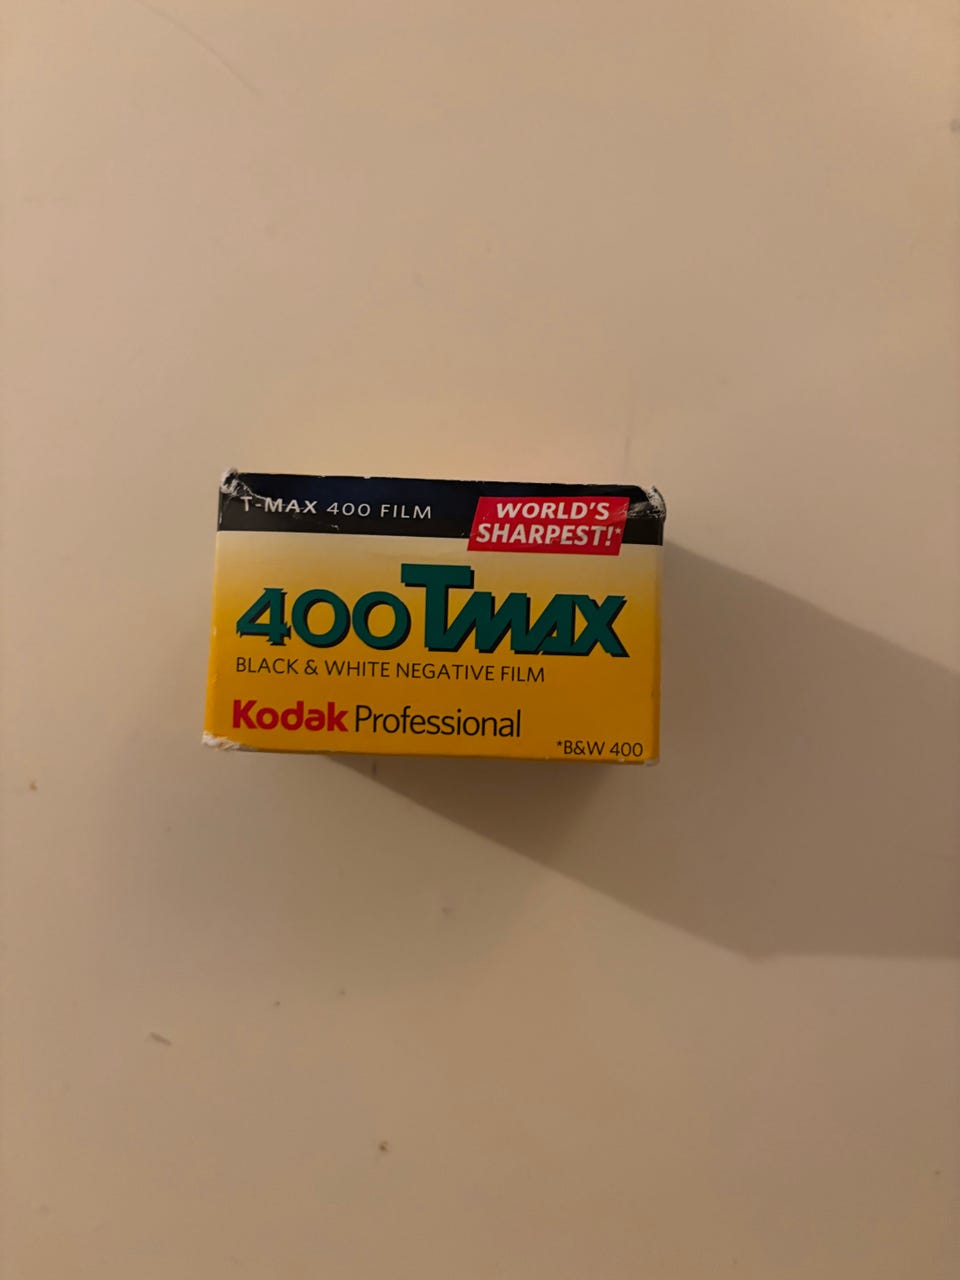 T-MAX 400 FILM
WORLD'S
SHARPEST!*
400TMAX
BLACK & WHITE NEGATIVE FILM
Kodak Professional
*B&W 400